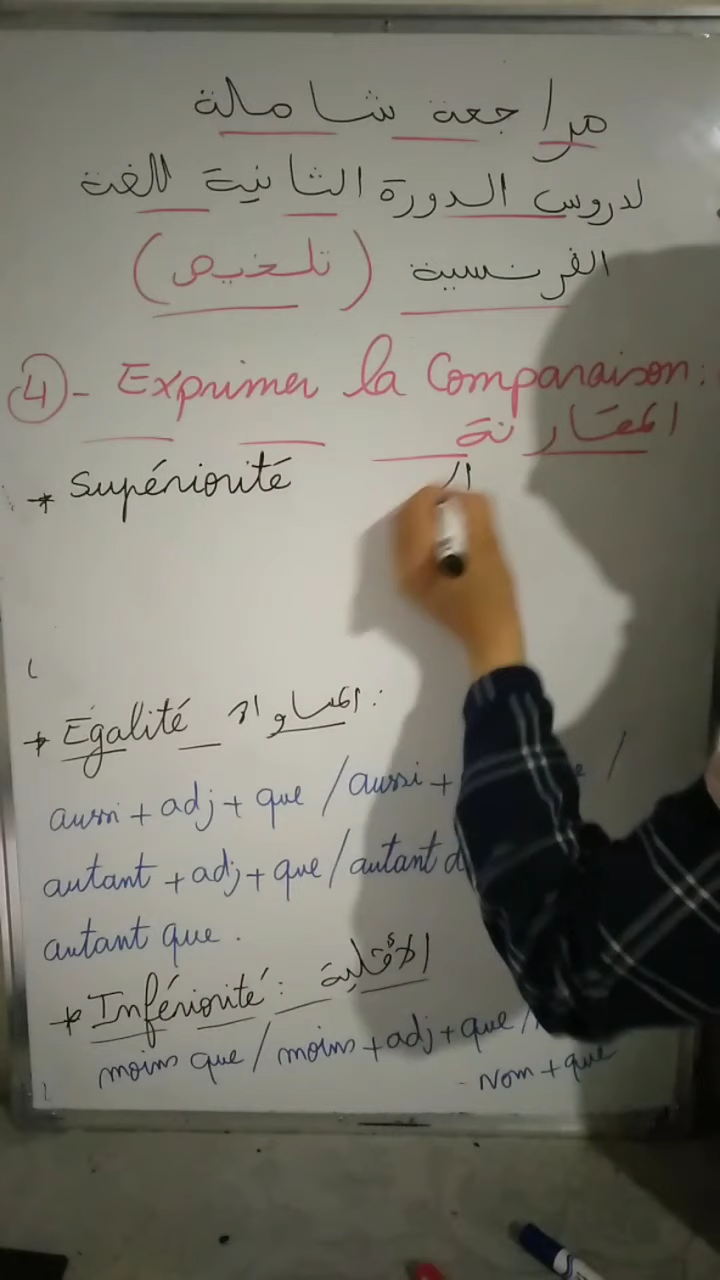 مراجعة شاملة
لدروس الدورة الثانية للغة
الفرنسية (تلخيص)
4- Exprimer la Comparaison:
المقارنة
* Supériorité
* Égalité المساواة:
aussi + adj + que / aussi + /
autant + adj + que / autant
autant que.
* Infériorité: الأقلية
moins que / moins + adj + que /
Nom + que